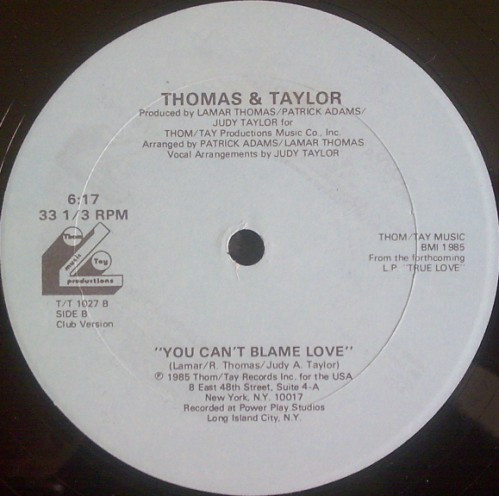 THOMAS & TAYLOR
Produced by LAMAR THOMAS/PATRICK ADAMS/
JUDY TAYLOR for
THOM/TAY Productions Music Co., Inc.
Arranged by PATRICK ADAMS/LAMAR THOMAS
Vocal Arrangements by JUDY TAYLOR
6:17
33 1/3 RPM
Thom
music
Tay
productions
T/T 1027 B
SIDE B
Club Version
THOM/TAY MUSIC
BMI 1985
From the forthcoming
L.P. "TRUE LOVE"
"YOU CAN'T BLAME LOVE"
(Lamar/R. Thomas/Judy A. Taylor)
℗ 1985 Thom/Tay Records Inc. for the USA
8 East 48th Street, Suite 4-A
New York, N.Y. 10017
Recorded at Power Play Studios
Long Island City, N.Y.